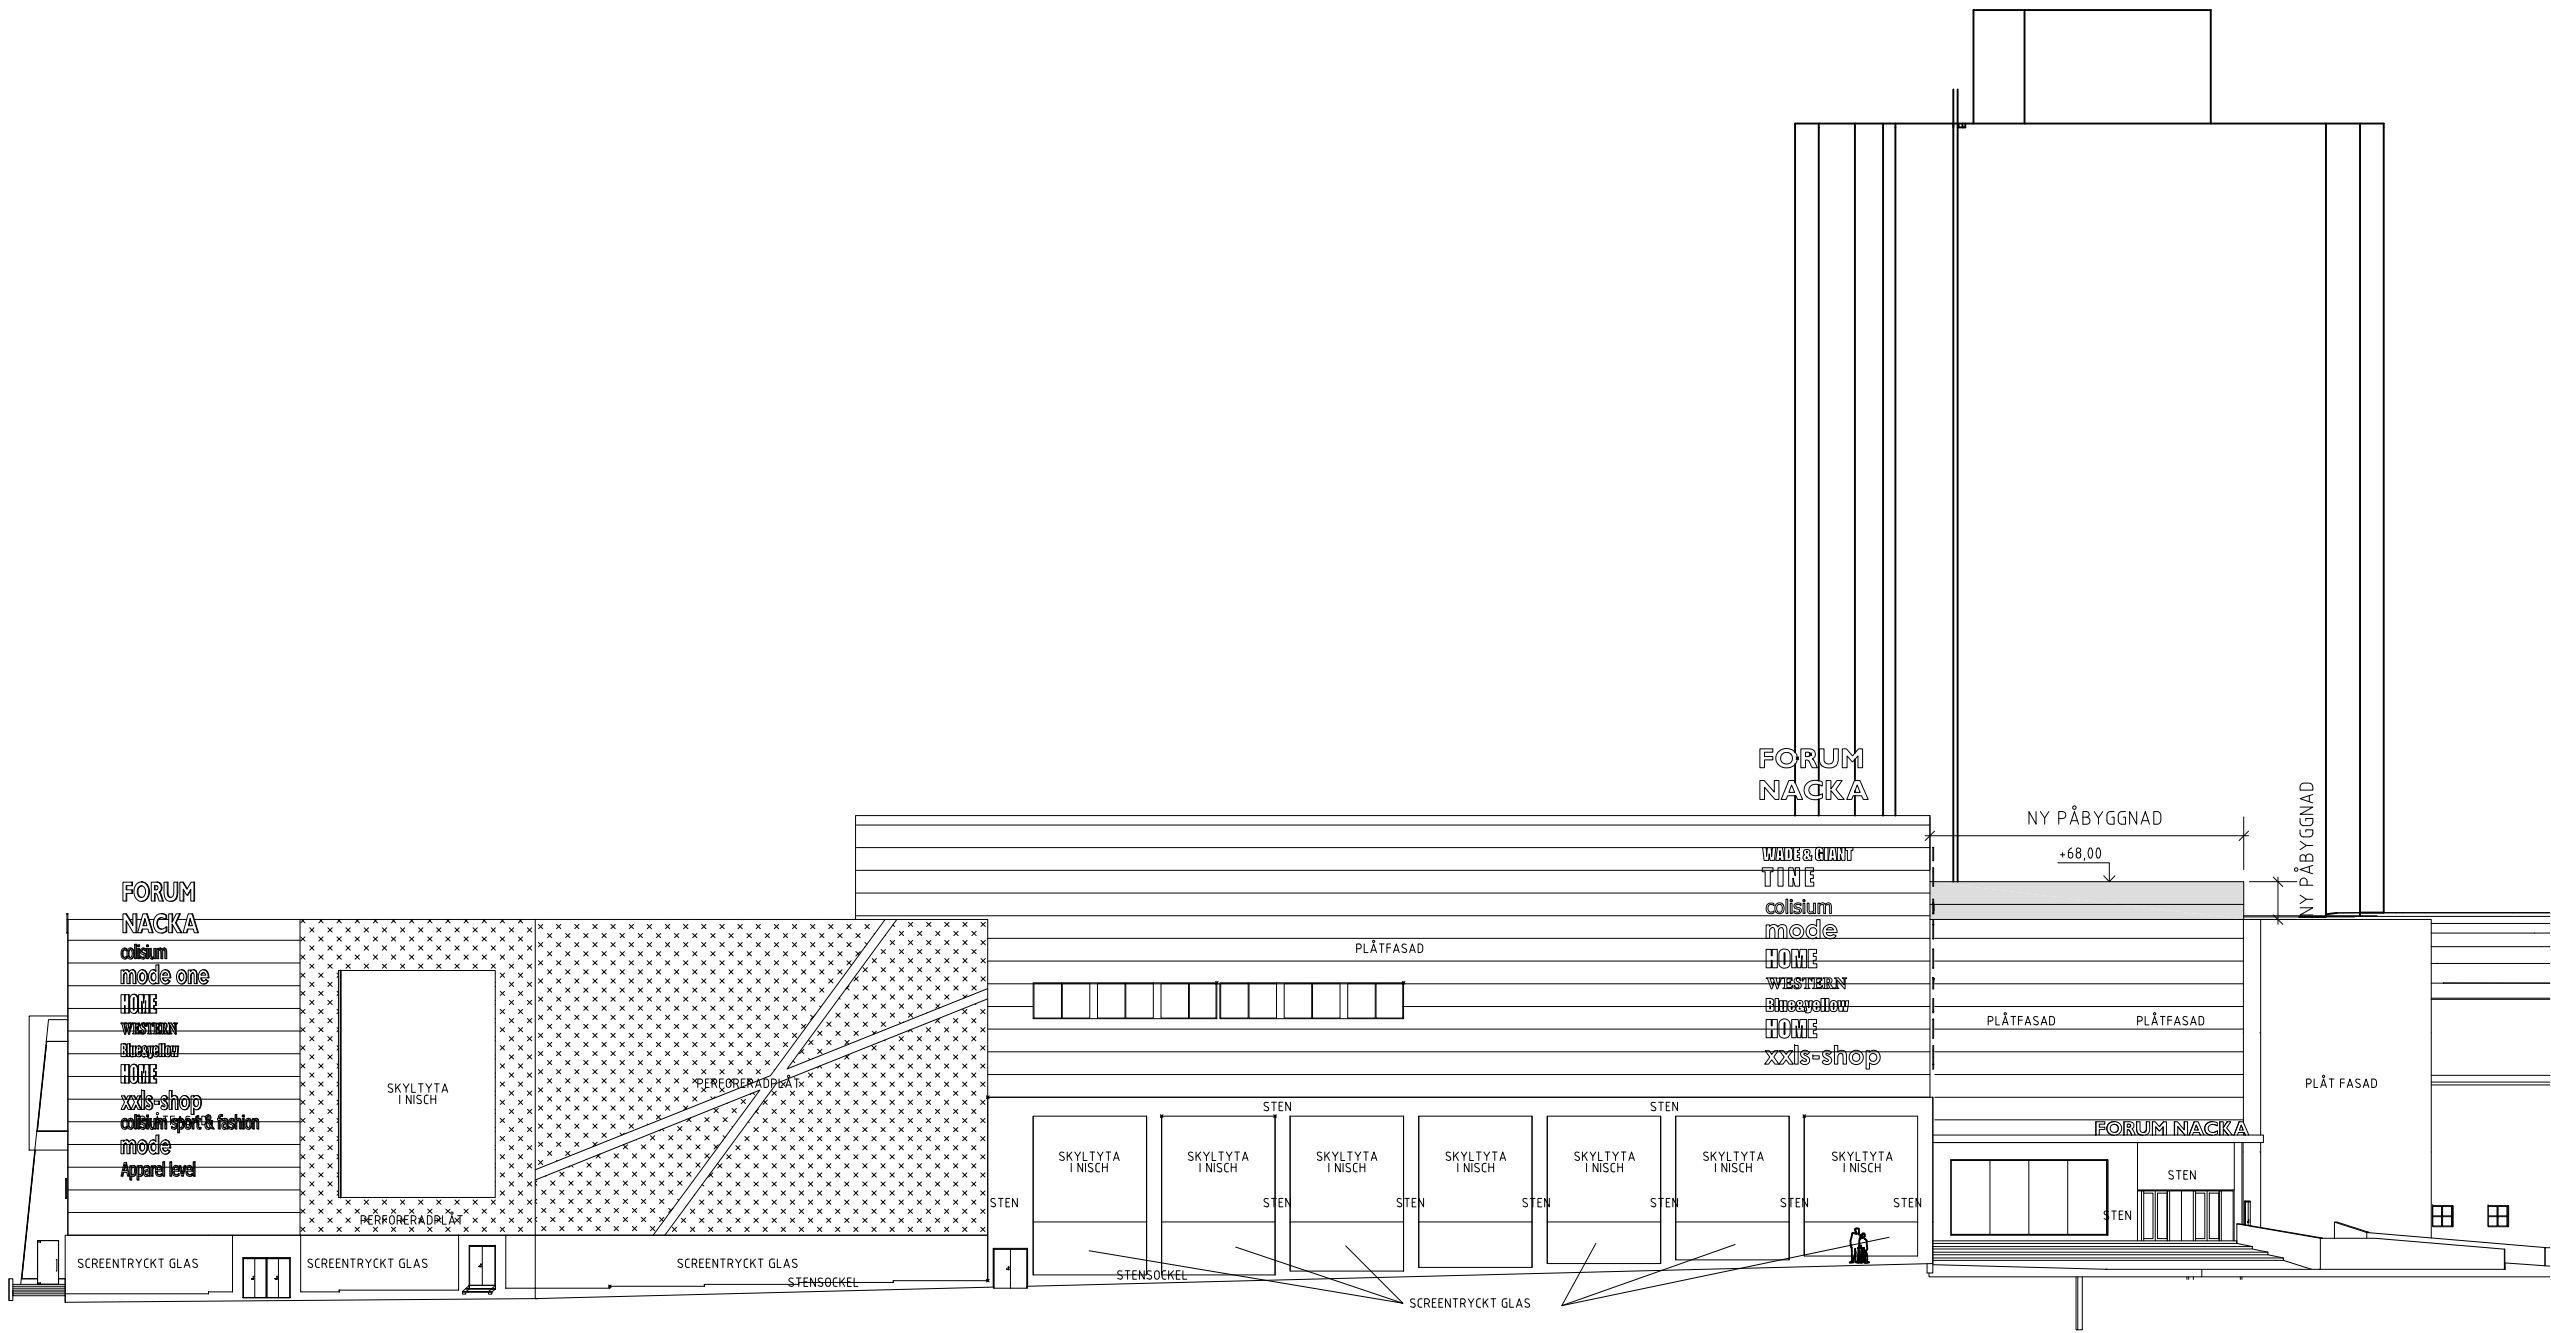 FORUM
NACKA
NY PÅBYGGNAD
NY PÅBYGGNAD
+68,00
WADE & GIANT
TINE
colisium
mode
HOME
WESTERN
Blue&yellow
HOME
xxls-shop
FORUM
NACKA
colisium
mode one
HOME
WESTERN
Blue&yellow
HOME
xxls-shop
colisium sport & fashion
mode
Apparel level
PLÅTFASAD
PLÅTFASAD
PLÅTFASAD
PLÅT FASAD
SKYLTYTA
I NISCH
PERFORERADPLÅT
PERFORERADPLÅT
STEN
STEN
FORUM NACKA
SKYLTYTA
I NISCH
SKYLTYTA
I NISCH
SKYLTYTA
I NISCH
SKYLTYTA
I NISCH
SKYLTYTA
I NISCH
SKYLTYTA
I NISCH
SKYLTYTA
I NISCH
STEN
STEN
STEN
STEN
STEN
STEN
STEN
STEN
STEN
STEN
SCREENTRYCKT GLAS
SCREENTRYCKT GLAS
SCREENTRYCKT GLAS
STENSOCKEL
STENSOCKEL
SCREENTRYCKT GLAS